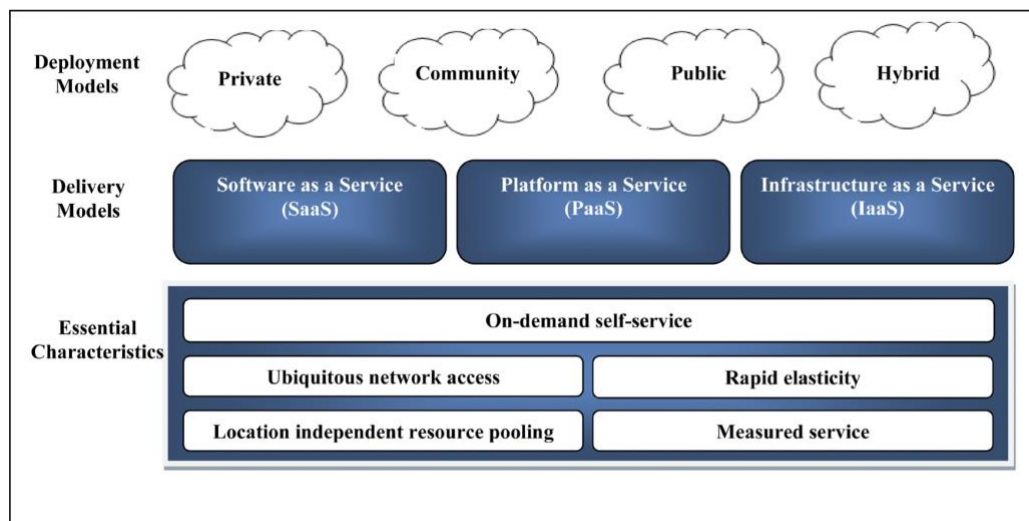 Deployment
Models
Private
Community
Public
Hybrid
Delivery
Models
Software as a Service
(SaaS)
Platform as a Service
(PaaS)
Infrastructure as a Service
(IaaS)
Essential
Characteristics
On-demand self-service
Ubiquitous network access
Rapid elasticity
Location independent resource pooling
Measured service